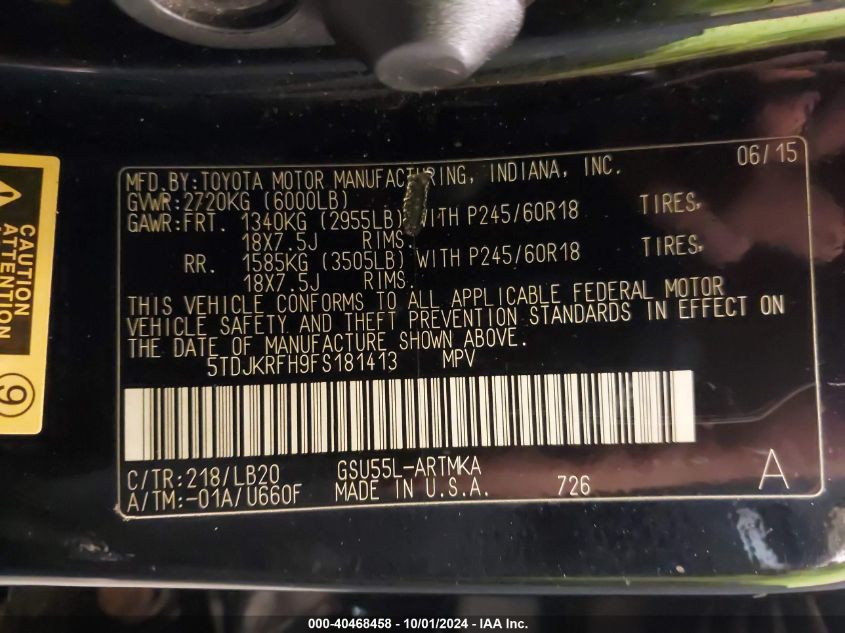 06/15
MFD.BY:TOYOTA MOTOR MANUFACTURING, INDIANA, INC.
GVWR:2720KG (6000LB)
GAWR:FRT. 1340KG (2955LB) WITH P245/60R18 TIRES,
18X7.5J RIMS.
RR. 1585KG (3505LB) WITH P245/60R18 TIRES,
18X7.5J RIMS.
THIS VEHICLE CONFORMS TO ALL APPLICABLE FEDERAL MOTOR
VEHICLE SAFETY AND THEFT PREVENTION STANDARDS IN EFFECT ON
THE DATE OF MANUFACTURE SHOWN ABOVE.
5TDJKRFH9FS181413 MPV
C/TR:218/LB20 GSU55L-ARTMKA
A/TM:-01A/U660F MADE IN U.S.A. 726 A
CAUTION
ATTENTION
9
000-40468458 - 10/01/2024 - IAA Inc.